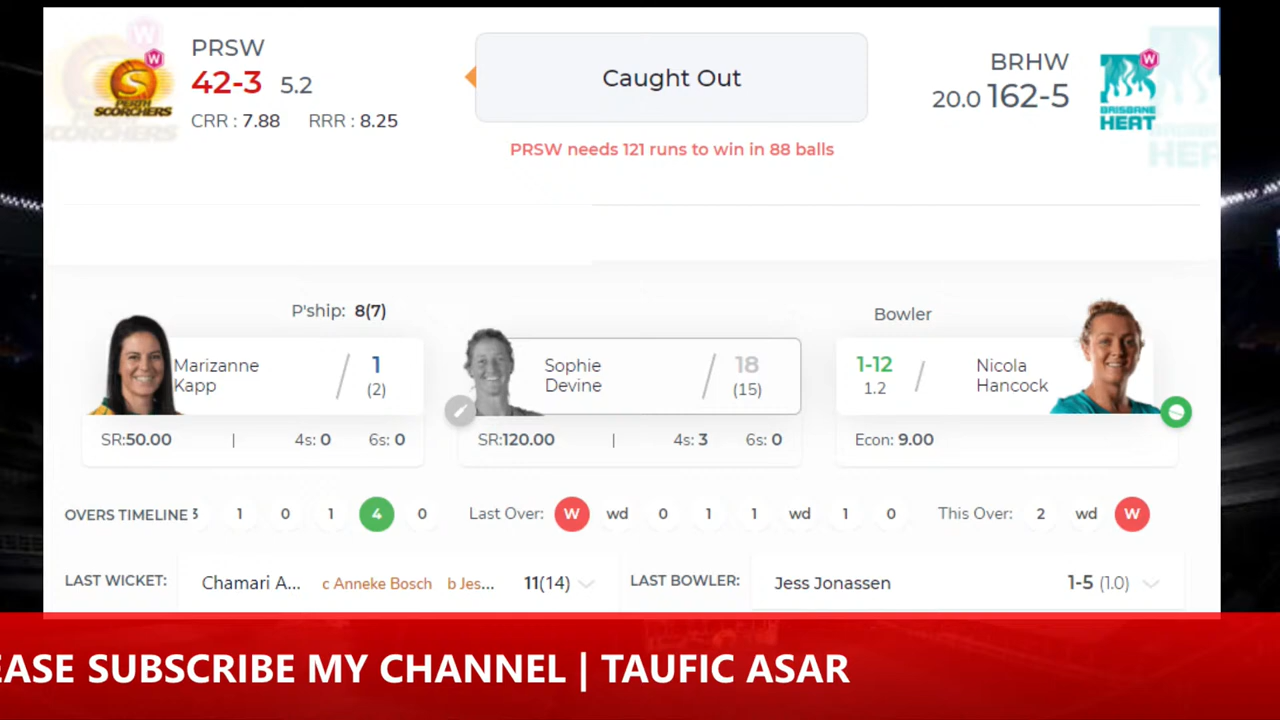 PRSW
42-3 5.2
CRR : 7.88 RRR : 8.25
W
PERTH
SCORCHERS
Caught Out
PRSW needs 121 runs to win in 88 balls
BRHW
20.0 162-5
W
BRISBANE
HEAT
P'ship: 8(7)
Marizanne
Kapp
1
(2)
SR:50.00 | 4s: 0 6s: 0
Sophie
Devine
18
(15)
SR:120.00 | 4s: 3 6s: 0
Bowler
1-12
1.2
Nicola
Hancock
Econ: 9.00
OVERS TIMELINE 1 0 1 4 0 Last Over: W wd 0 1 1 wd 1 0 This Over: 2 wd W
LAST WICKET: Chamari A... c Anneke Bosch b Jes... 11(14) LAST BOWLER: Jess Jonassen 1-5 (1.0)
EASE SUBSCRIBE MY CHANNEL | TAUFIC ASAR